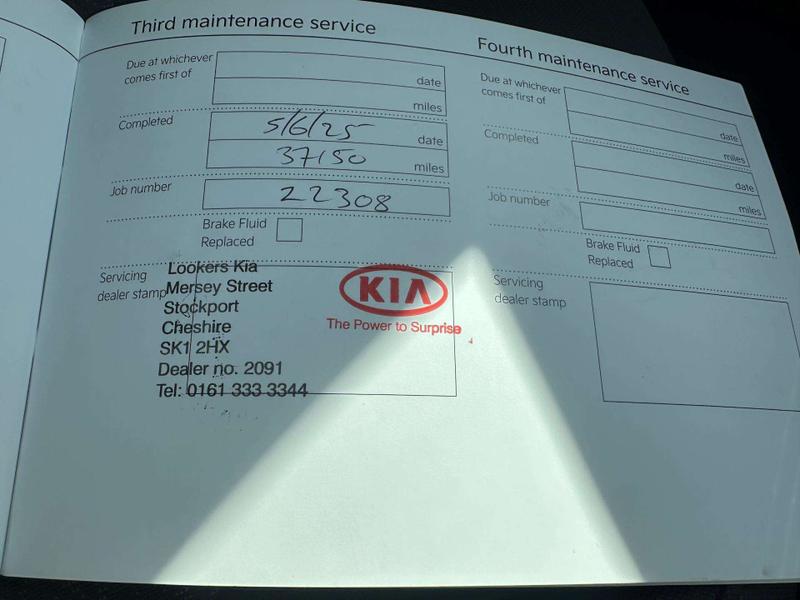 Third maintenance service
Due at whichever
comes first of
date
miles
Completed
5/6/25
date
37150
miles
Job number
22308
Brake Fluid
Replaced
Servicing
dealer stamp
Lookers Kia
Mersey Street
Stockport
Cheshire
SK1 2HX
Dealer no. 2091
Tel: 0161 333 3344
KIA
The Power to Surprise
Fourth maintenance service
Due at whichever
comes first of
date
miles
Completed
date
miles
Job number
Brake Fluid
Replaced
Servicing
dealer stamp